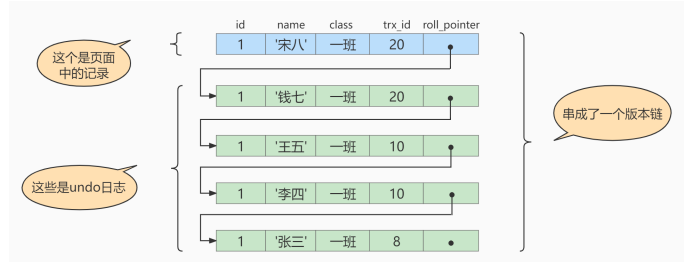 id name class trx_id roll_pointer
1 '宋八' 一班 20
这个是页面
中的记录
1 '钱七' 一班 20
串成了一个版本链
1 '王五' 一班 10
这些是undo日志
1 '李四' 一班 10
1 '张三' 一班 8